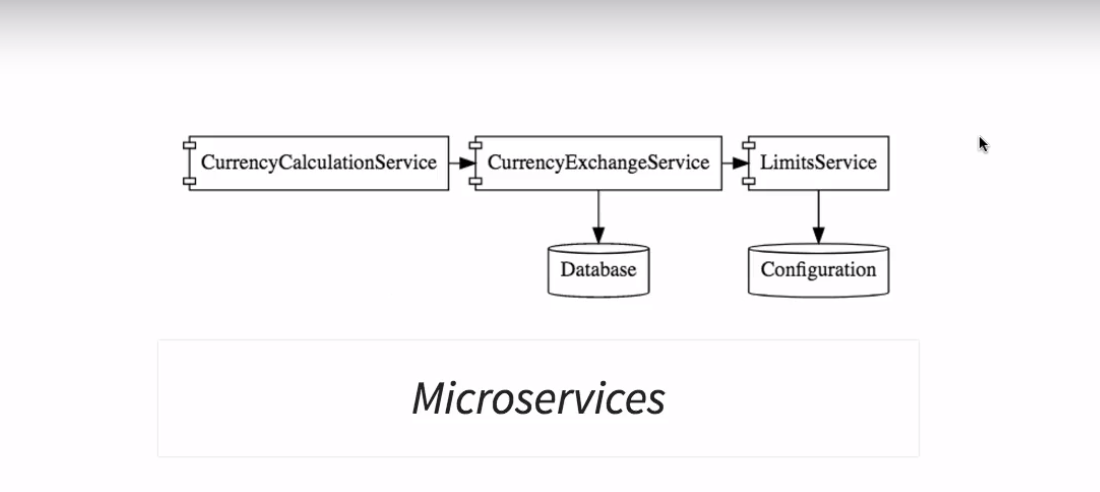 CurrencyCalculationService
CurrencyExchangeService
LimitsService
Database
Configuration
Microservices